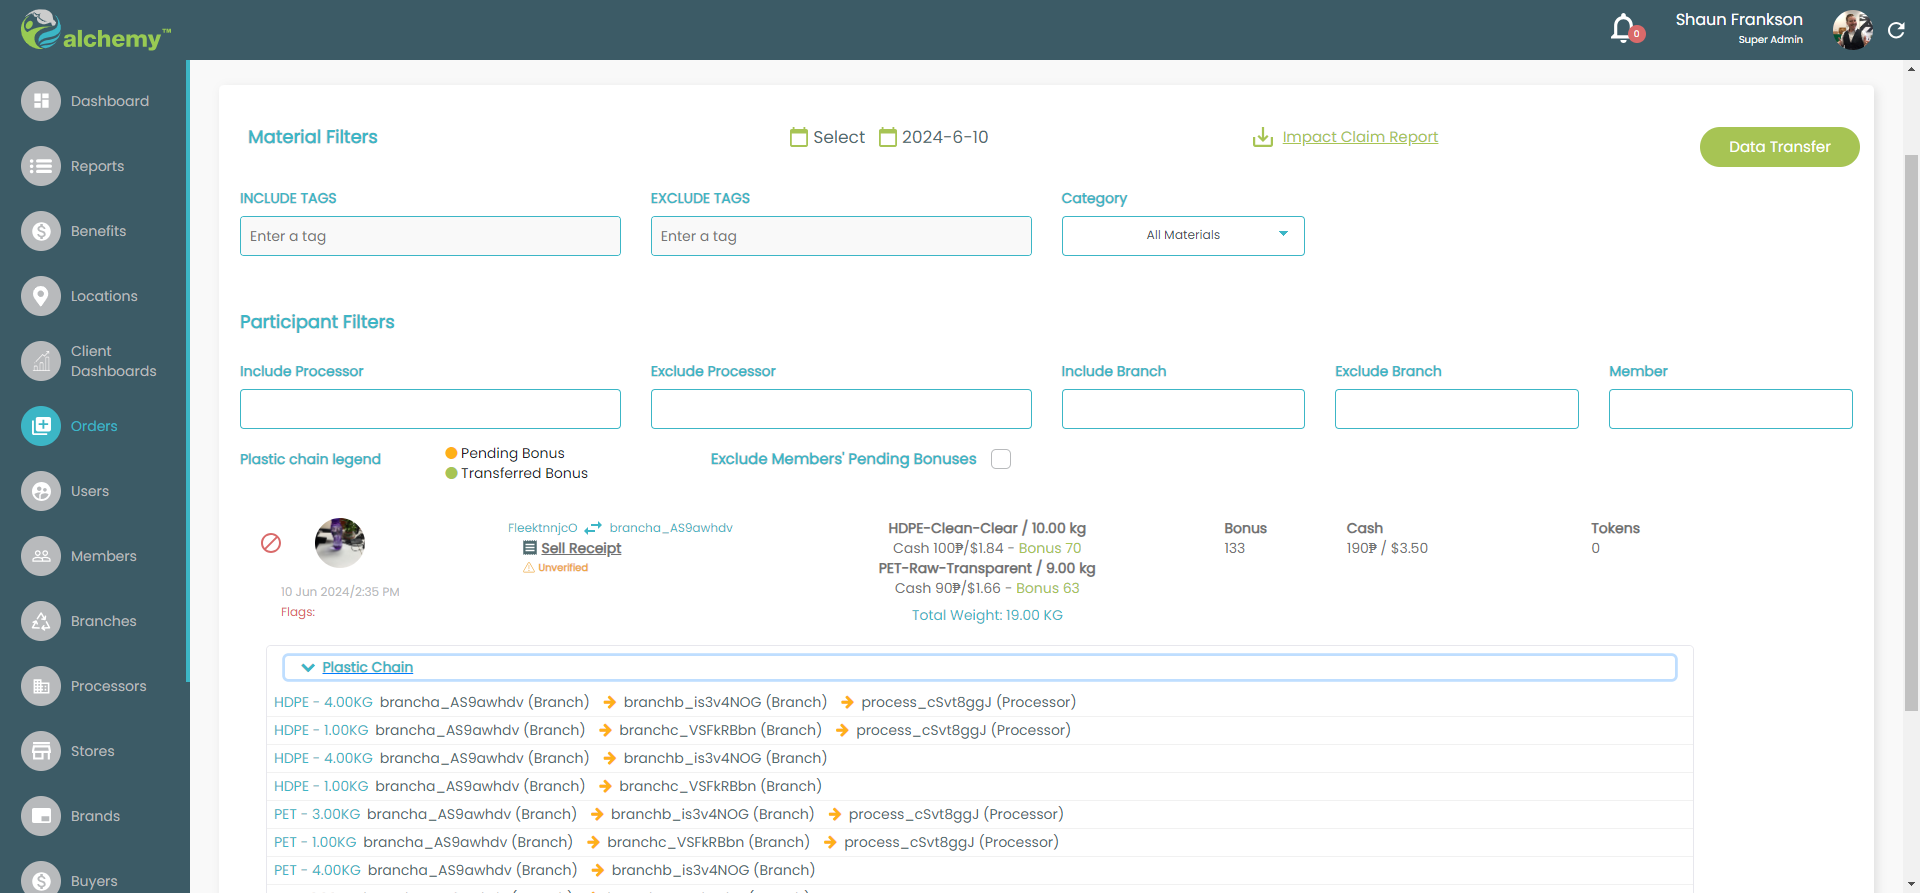 alchemy™
0
Shaun Frankson
Super Admin
Dashboard
Reports
Benefits
Locations
Client
Dashboards
Orders
Users
Members
Branches
Processors
Stores
Brands
Buyers
Material Filters
Select
2024-6-10
Impact Claim Report
Data Transfer
INCLUDE TAGS
EXCLUDE TAGS
Category
Enter a tag
Enter a tag
All Materials
Participant Filters
Include Processor
Exclude Processor
Include Branch
Exclude Branch
Member
Plastic chain legend
Pending Bonus
Transferred Bonus
Exclude Members' Pending Bonuses
10 Jun 2024/2:35 PM
Flags:
FleektnnjcO brancha_AS9awhdv
Sell Receipt
Unverified
HDPE-Clean-Clear / 10.00 kg
Cash 100₱/$1.84 - Bonus 70
PET-Raw-Transparent / 9.00 kg
Cash 90₱/$1.66 - Bonus 63
Total Weight: 19.00 KG
Bonus
133
Cash
190₱ / $3.50
Tokens
0
Plastic Chain
HDPE - 4.00KG brancha_AS9awhdv (Branch) branchb_is3v4NOG (Branch) process_cSvt8ggJ (Processor)
HDPE - 1.00KG brancha_AS9awhdv (Branch) branchc_VSFkRBbn (Branch) process_cSvt8ggJ (Processor)
HDPE - 4.00KG brancha_AS9awhdv (Branch) branchb_is3v4NOG (Branch)
HDPE - 1.00KG brancha_AS9awhdv (Branch) branchc_VSFkRBbn (Branch)
PET - 3.00KG brancha_AS9awhdv (Branch) branchb_is3v4NOG (Branch) process_cSvt8ggJ (Processor)
PET - 1.00KG brancha_AS9awhdv (Branch) branchc_VSFkRBbn (Branch) process_cSvt8ggJ (Processor)
PET - 4.00KG brancha_AS9awhdv (Branch) branchb_is3v4NOG (Branch)